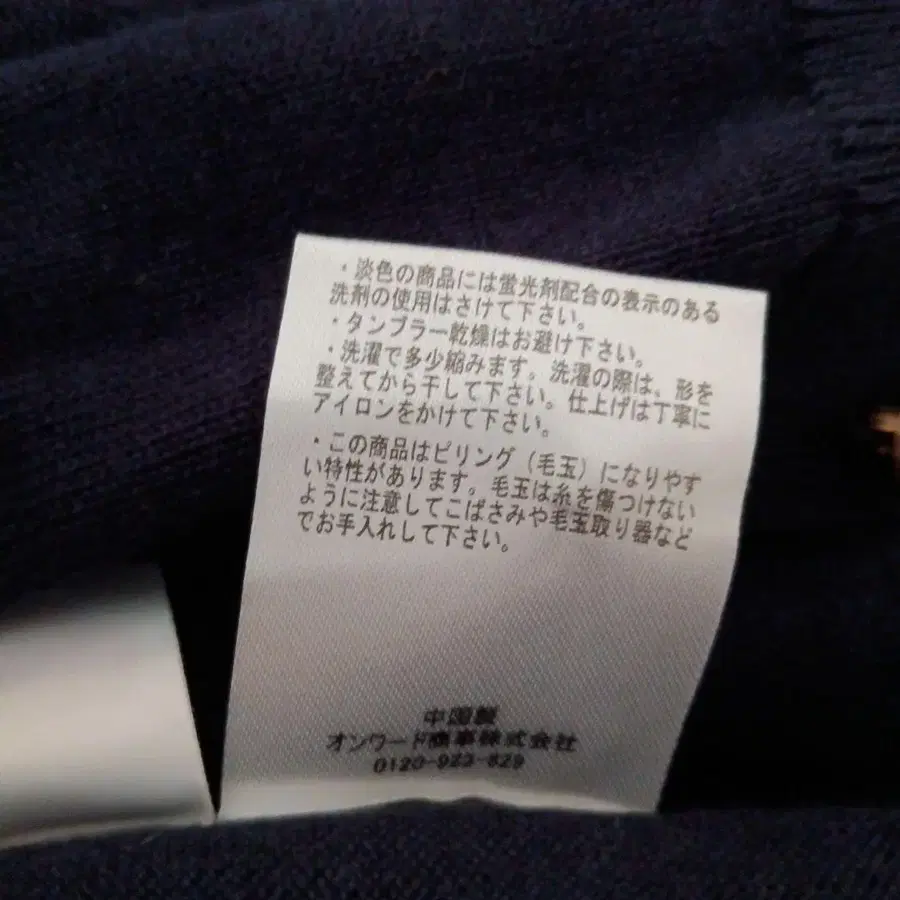 ・淡色の商品には蛍光剤配合の表示のある
洗剤の使用はさけて下さい。
・タンブラー乾燥はお避け下さい。
・洗濯で多少縮みます。洗濯の際は、形を
整えてから干して下さい。仕上げは丁寧に
アイロンをかけて下さい。
・この商品はピリング（毛玉）になりやす
い特性があります。毛玉は糸を傷つけない
ように注意してこばさみや毛玉取り器など
でお手入れして下さい。
中国製
オンワード商事株式会社
0120-923-829